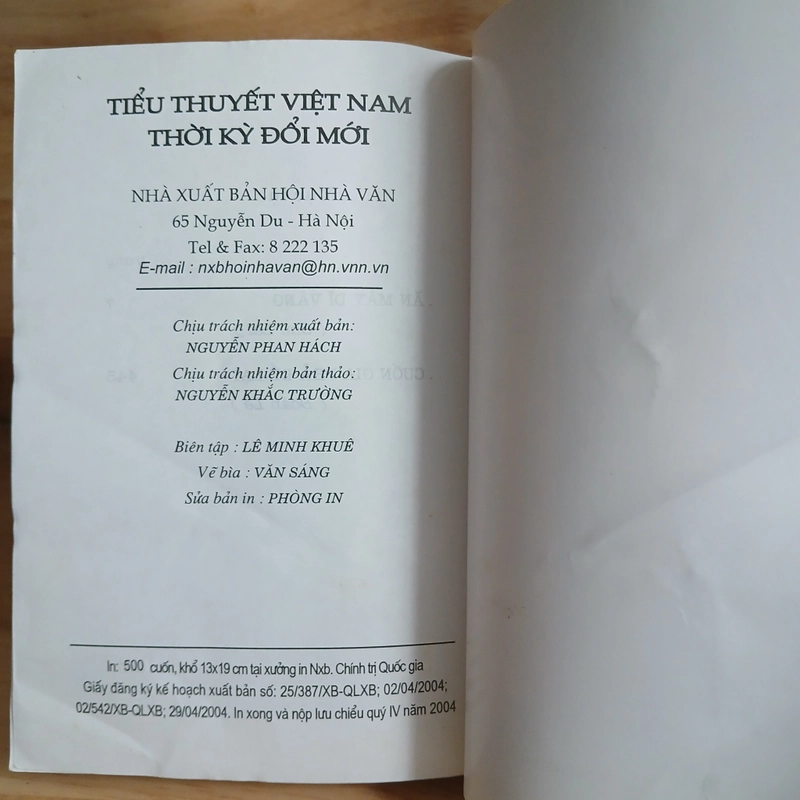 TIỂU THUYẾT VIỆT NAM
THỜI KỲ ĐỔI MỚI
NHÀ XUẤT BẢN HỘI NHÀ VĂN
65 Nguyễn Du - Hà Nội
Tel & Fax: 8 222 135
E-mail : nxbhoinhavan@hn.vnn.vn
Chịu trách nhiệm xuất bản:
NGUYỄN PHAN HÁCH
Chịu trách nhiệm bản thảo:
NGUYỄN KHẮC TRƯỜNG
Biên tập : LÊ MINH KHUÊ
Vẽ bìa : VĂN SÁNG
Sửa bản in : PHÒNG IN
In: 500 cuốn, khổ 13x19 cm tại xưởng in Nxb. Chính trị Quốc gia
Giấy đăng ký kế hoạch xuất bản số: 25/387/XB-QLXB; 02/04/2004;
02/542/XB-QLXB; 29/04/2004. In xong và nộp lưu chiểu quý IV năm 2004